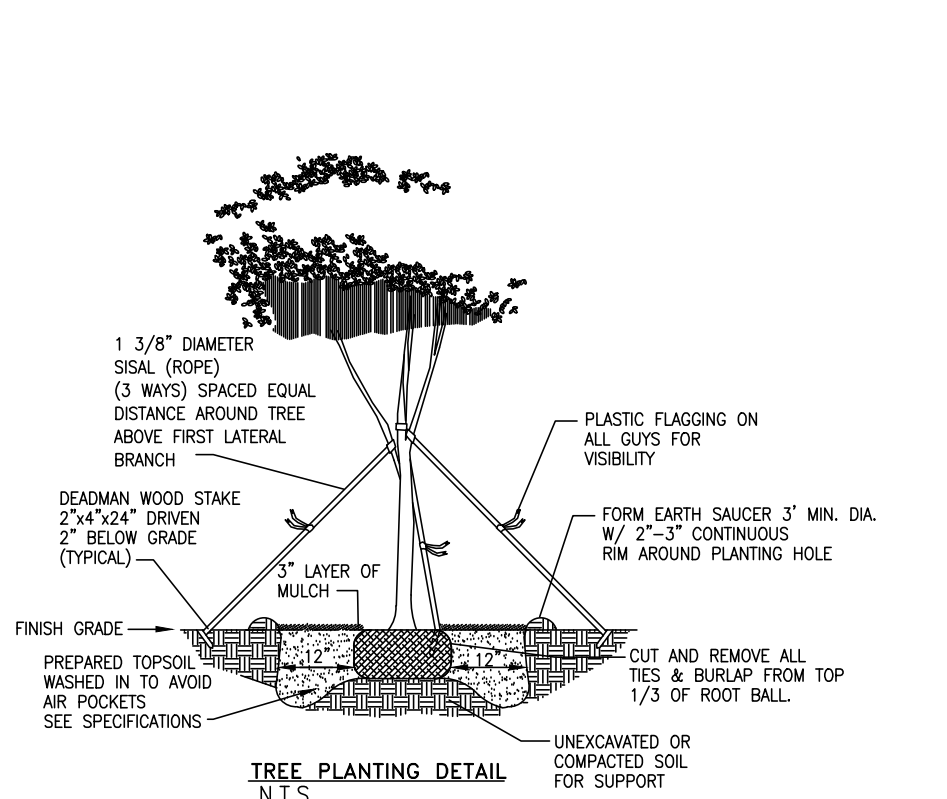 1 3/8" DIAMETER
SISAL (ROPE)
(3 WAYS) SPACED EQUAL
DISTANCE AROUND TREE
ABOVE FIRST LATERAL
BRANCH
PLASTIC FLAGGING ON
ALL GUYS FOR
VISIBILITY
DEADMAN WOOD STAKE
2"x4"x24" DRIVEN
2" BELOW GRADE
(TYPICAL)
FORM EARTH SAUCER 3' MIN. DIA.
W/ 2"-3" CONTINUOUS
RIM AROUND PLANTING HOLE
3" LAYER OF
MULCH
FINISH GRADE
12"
12"
PREPARED TOPSOIL
WASHED IN TO AVOID
AIR POCKETS
SEE SPECIFICATIONS
CUT AND REMOVE ALL
TIES & BURLAP FROM TOP
1/3 OF ROOT BALL.
UNEXCAVATED OR
COMPACTED SOIL
FOR SUPPORT
TREE PLANTING DETAIL
N.T.S.